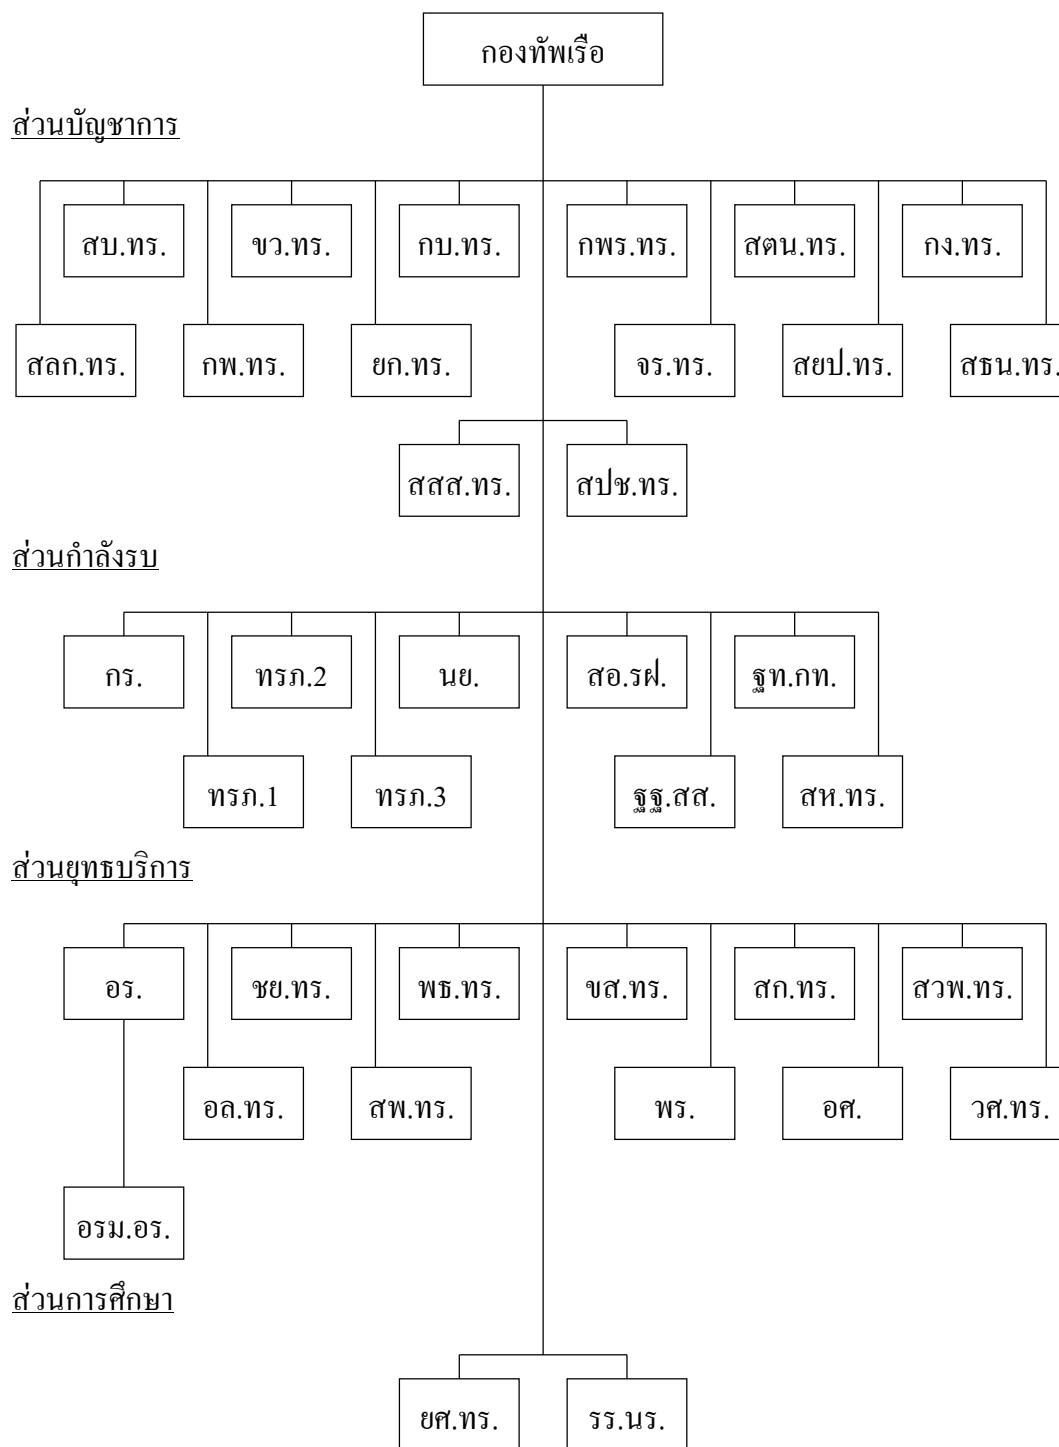 กองทัพเรือ
ส่วนบัญชาการ
สบ.ทร. ขว.ทร. กบ.ทร. กพร.ทร. สตน.ทร. กง.ทร.
สลก.ทร. กพ.ทร. ยก.ทร. จร.ทร. สยป.ทร. สธน.ทร.
สสส.ทร. สปช.ทร.
ส่วนกำลังรบ
กร. ทรภ.2 นย. สอ.รฝ. ฐท.กท.
ทรภ.1 ทรภ.3 ฐฐ.สส. สห.ทร.
ส่วนยุทธบริการ
อร. ชย.ทร. พธ.ทร. ขส.ทร. สก.ทร. สวพ.ทร.
อล.ทร. สพ.ทร. พร. อศ. วศ.ทร.
อรม.อร.
ส่วนการศึกษา
ยศ.ทร. รร.นร.